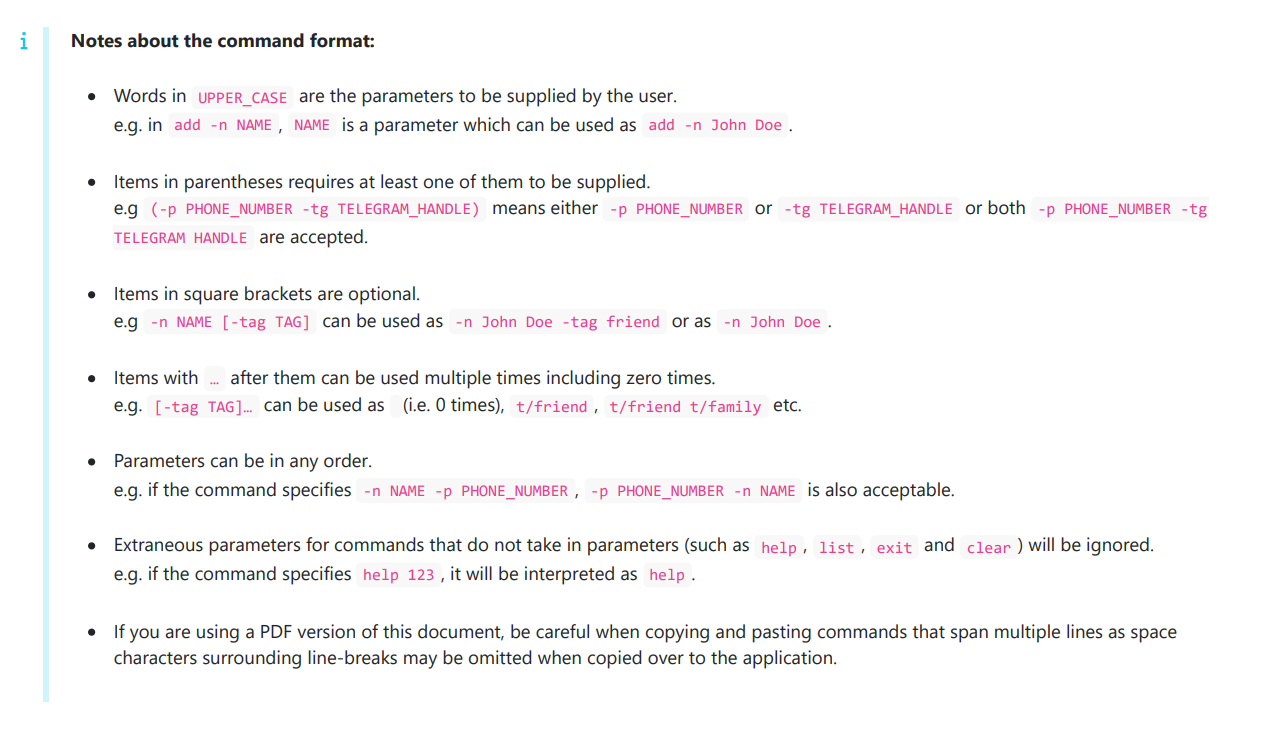 i
Notes about the command format:
• Words in UPPER_CASE are the parameters to be supplied by the user.
e.g. in add -n NAME , NAME is a parameter which can be used as add -n John Doe .
• Items in parentheses requires at least one of them to be supplied.
e.g (-p PHONE_NUMBER -tg TELEGRAM_HANDLE) means either -p PHONE_NUMBER or -tg TELEGRAM_HANDLE or both -p PHONE_NUMBER -tg
TELEGRAM HANDLE are accepted.
• Items in square brackets are optional.
e.g -n NAME [-tag TAG] can be used as -n John Doe -tag friend or as -n John Doe .
• Items with … after them can be used multiple times including zero times.
e.g. [-tag TAG]… can be used as (i.e. 0 times), t/friend , t/friend t/family etc.
• Parameters can be in any order.
e.g. if the command specifies -n NAME -p PHONE_NUMBER , -p PHONE_NUMBER -n NAME is also acceptable.
• Extraneous parameters for commands that do not take in parameters (such as help , list , exit and clear ) will be ignored.
e.g. if the command specifies help 123 , it will be interpreted as help .
• If you are using a PDF version of this document, be careful when copying and pasting commands that span multiple lines as space
characters surrounding line-breaks may be omitted when copied over to the application.